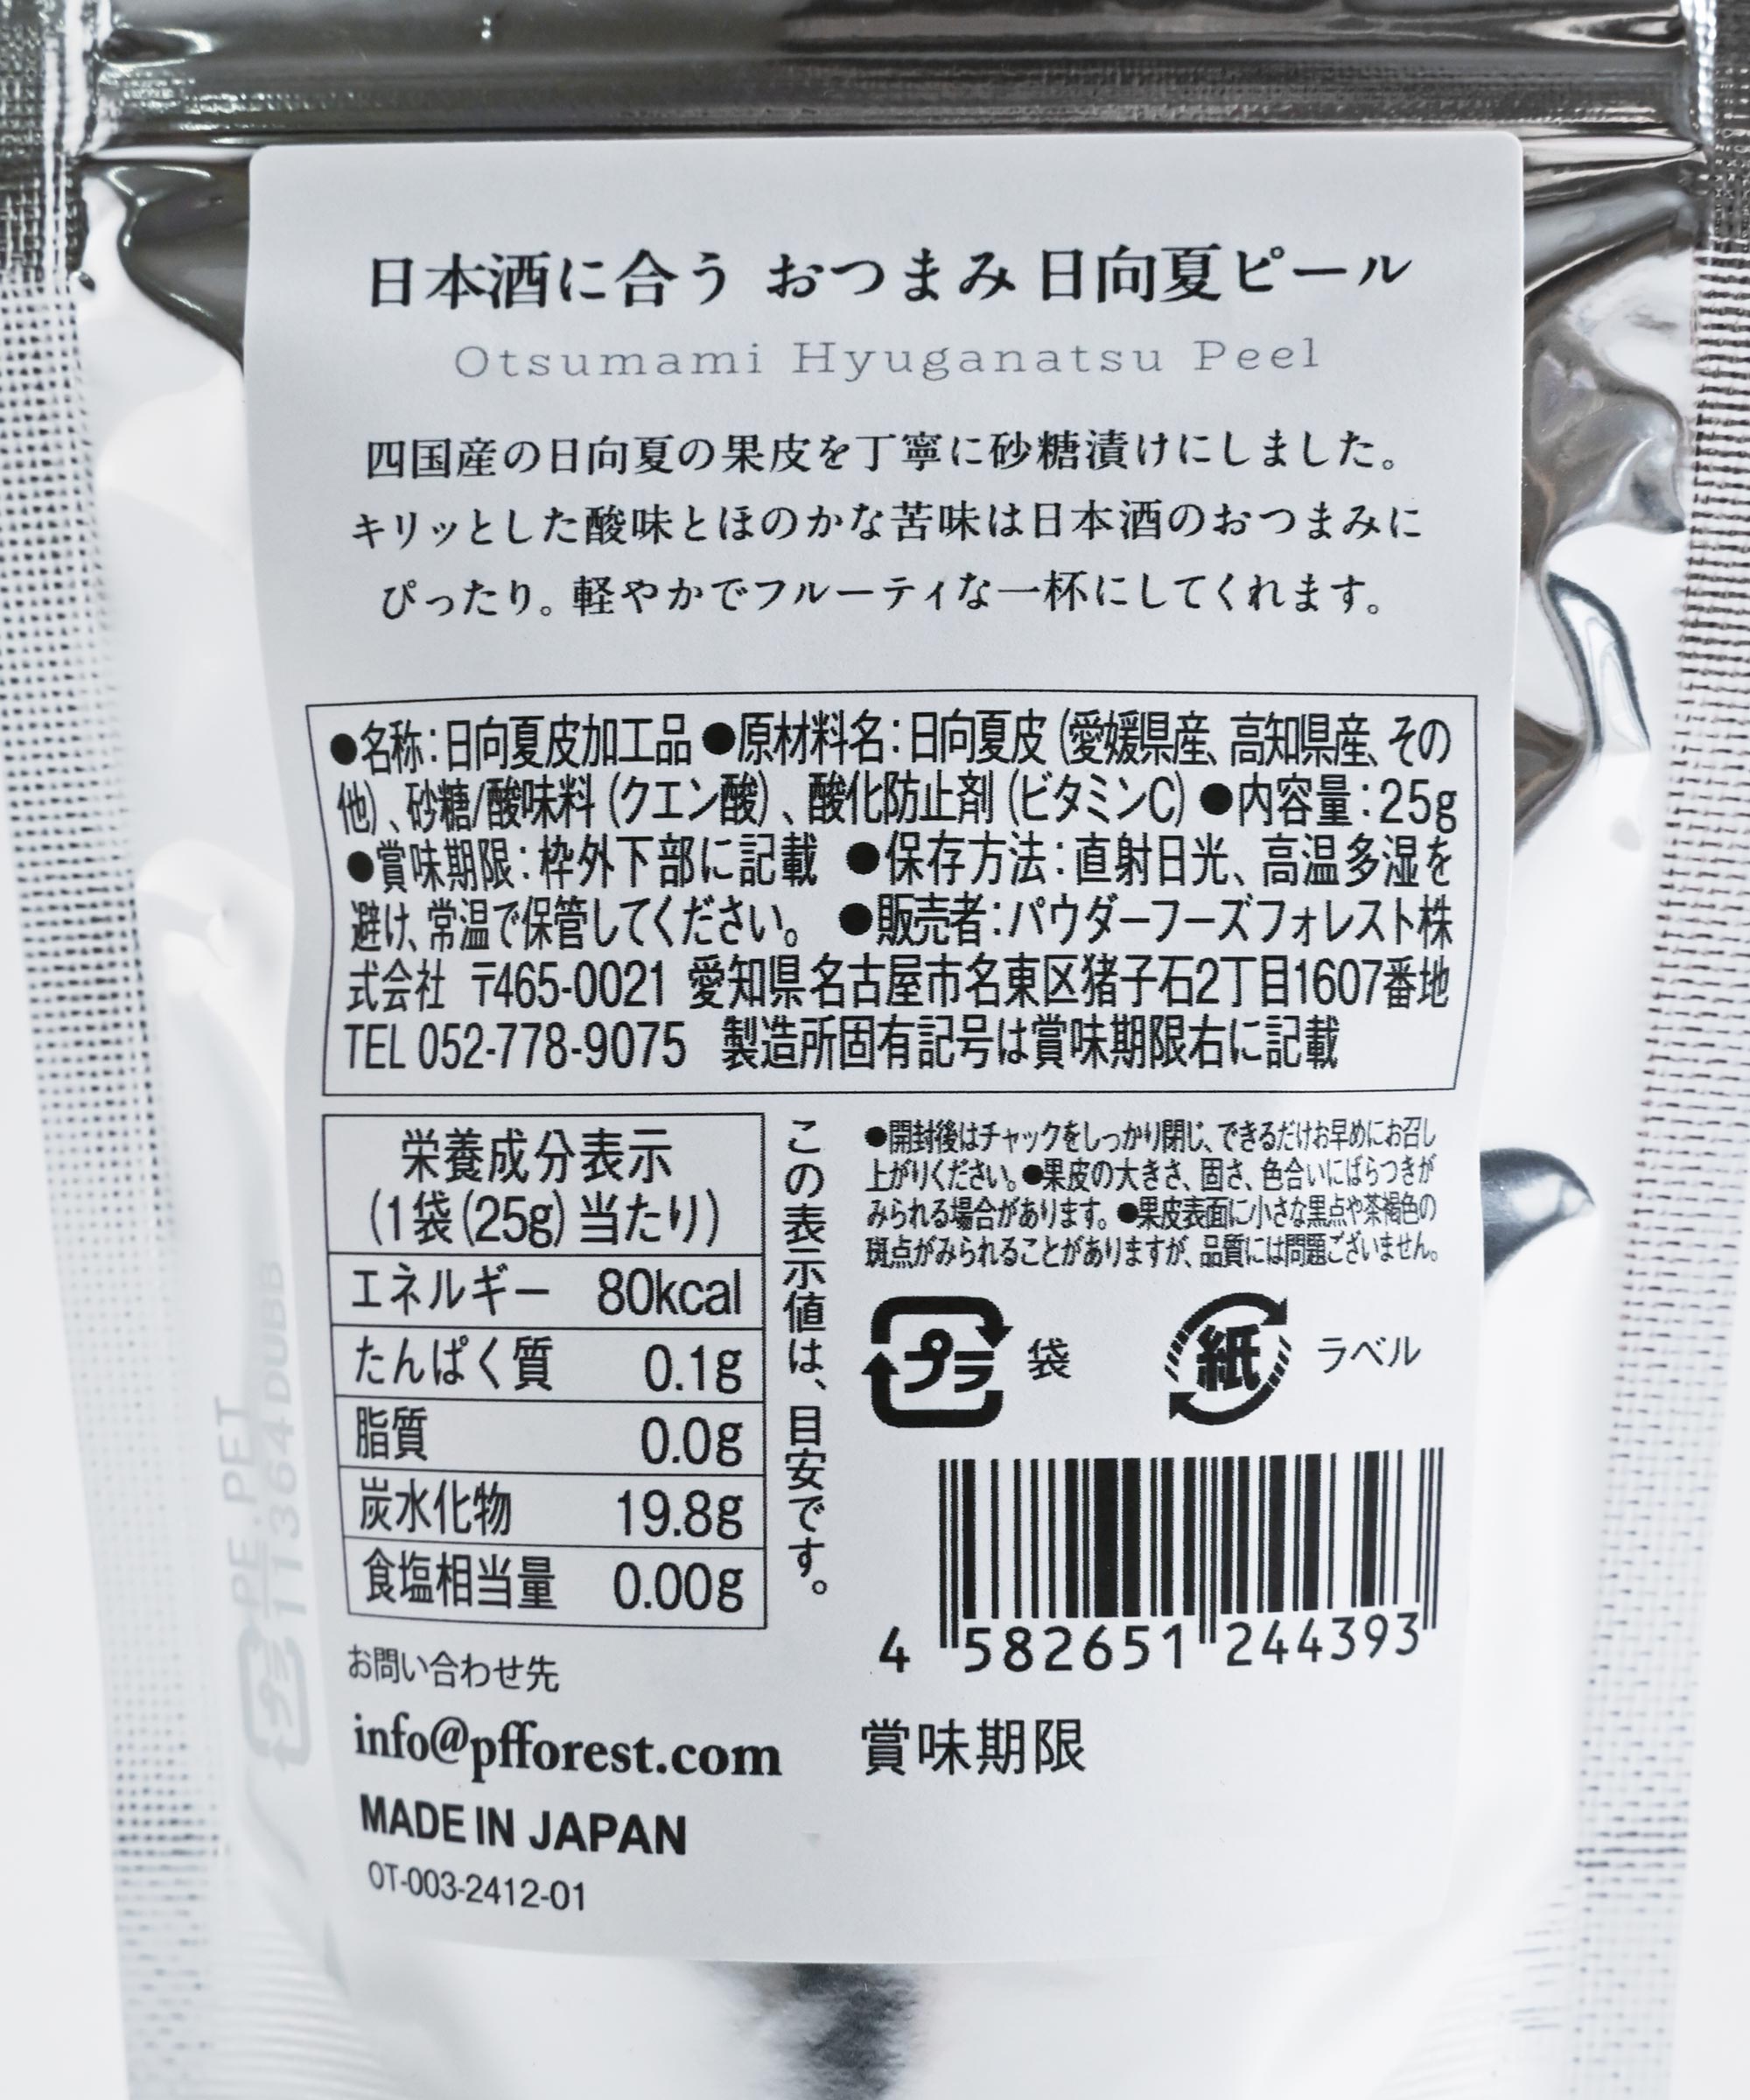 日本酒に合う おつまみ 日向夏ピール
Otsumami Hyuganatsu Peel
四国産の日向夏の果皮を丁寧に砂糖漬けにしました。
キリッとした酸味とほのかな苦味は日本酒のおつまみに
ぴったり。軽やかでフルーティな一杯にしてくれます。
●名称:日向夏皮加工品 ●原材料名:日向夏皮 (愛媛県産、高知県産、その
他)、砂糖/酸味料 (クエン酸)、酸化防止剤 (ビタミンC) ●内容量:25g
●賞味期限:枠外下部に記載 ●保存方法:直射日光、高温多湿を
避け、常温で保管してください。 ●販売者:パウダーフーズフォレスト株
式会社 〒465-0021 愛知県名古屋市名東区猪子石2丁目1607番地
TEL 052-778-9075 製造所固有記号は賞味期限右に記載
栄養成分表示
(1袋(25g)当たり)
エネルギー 80kcal
たんぱく質 0.1g
脂質 0.0g
炭水化物 19.8g
食塩相当量 0.00g
この表示値は、目安です。
●開封後はチャックをしっかり閉じ、できるだけお早めにお召し
上がりください。●果皮の大きさ、固さ、色合いにばらつきが
みられる場合があります。●果皮表面に小さな黒点や茶褐色の
斑点がみられることがありますが、品質には問題ございません。
プラ 袋
紙 ラベル
4 582651 244393
お問い合わせ先
info@pfforest.com
賞味期限
MADE IN JAPAN
OT-003-2412-01
プラ PE.PET
11364DUBB